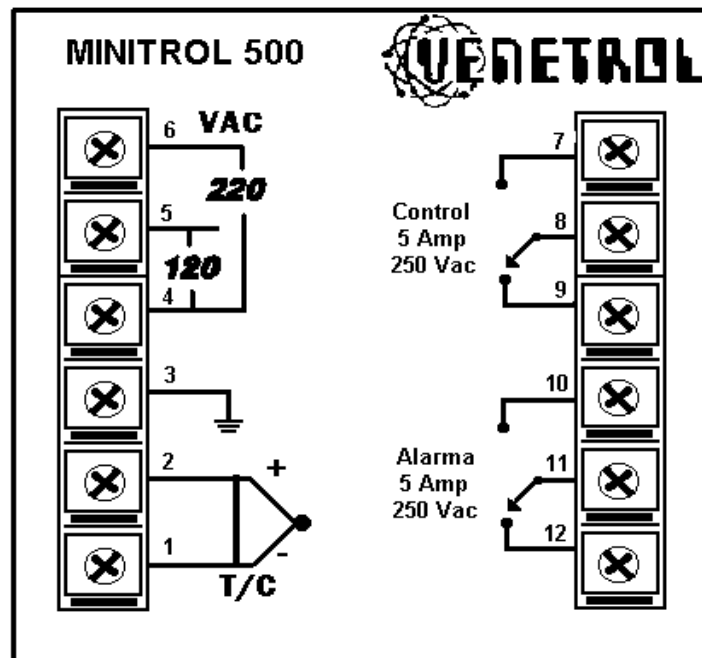 MINITROL 500
VENETROL
6 VAC
220
5
120
4
3
2 +
1 -
T/C
7
Control
5 Amp
250 Vac
8
9
10
Alarma
5 Amp
250 Vac
11
12